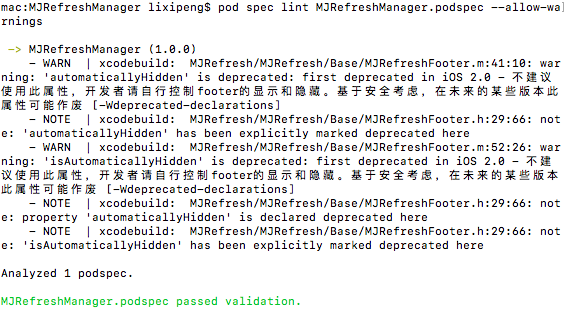 mac:MJRefreshManager lixipeng$ pod spec lint MJRefreshManager.podspec --allow-wa
rnings
-> MJRefreshManager (1.0.0)
- WARN | xcodebuild: MJRefresh/MJRefresh/Base/MJRefreshFooter.m:41:10: war
ning: 'automaticallyHidden' is deprecated: first deprecated in iOS 2.0 - 不建议
使用此属性，开发者请自行控制footer的显示和隐藏。基于安全考虑，在未来的某些版本此
属性可能作废 [-Wdeprecated-declarations]
- NOTE | xcodebuild: MJRefresh/MJRefresh/Base/MJRefreshFooter.h:29:66: not
e: 'automaticallyHidden' has been explicitly marked deprecated here
- WARN | xcodebuild: MJRefresh/MJRefresh/Base/MJRefreshFooter.m:52:26: war
ning: 'isAutomaticallyHidden' is deprecated: first deprecated in iOS 2.0 - 不建
议使用此属性，开发者请自行控制footer的显示和隐藏。基于安全考虑，在未来的某些版本
此属性可能作废 [-Wdeprecated-declarations]
- NOTE | xcodebuild: MJRefresh/MJRefresh/Base/MJRefreshFooter.h:29:66: not
e: property 'automaticallyHidden' is declared deprecated here
- NOTE | xcodebuild: MJRefresh/MJRefresh/Base/MJRefreshFooter.h:29:66: not
e: 'isAutomaticallyHidden' has been explicitly marked deprecated here
Analyzed 1 podspec.
MJRefreshManager.podspec passed validation.